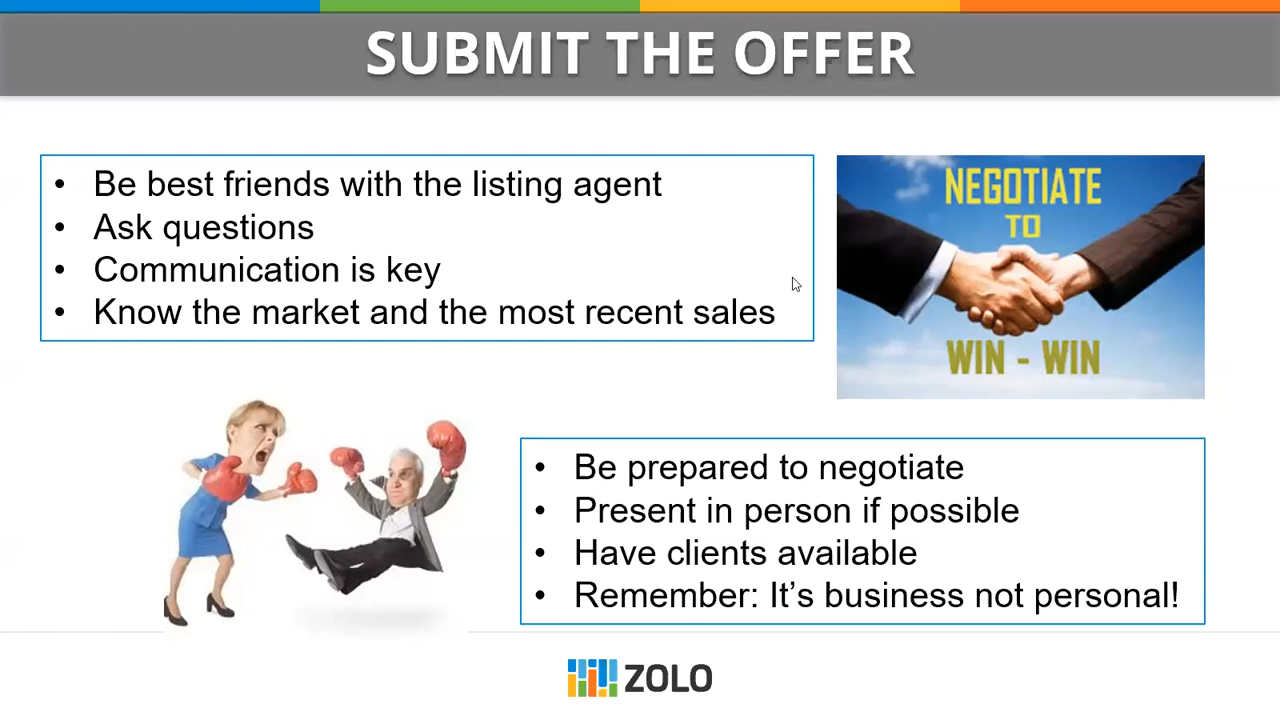 SUBMIT THE OFFER
• Be best friends with the listing agent
• Ask questions
• Communication is key
• Know the market and the most recent sales
NEGOTIATE
TO
WIN - WIN
• Be prepared to negotiate
• Present in person if possible
• Have clients available
• Remember: It’s business not personal!
ZOLO